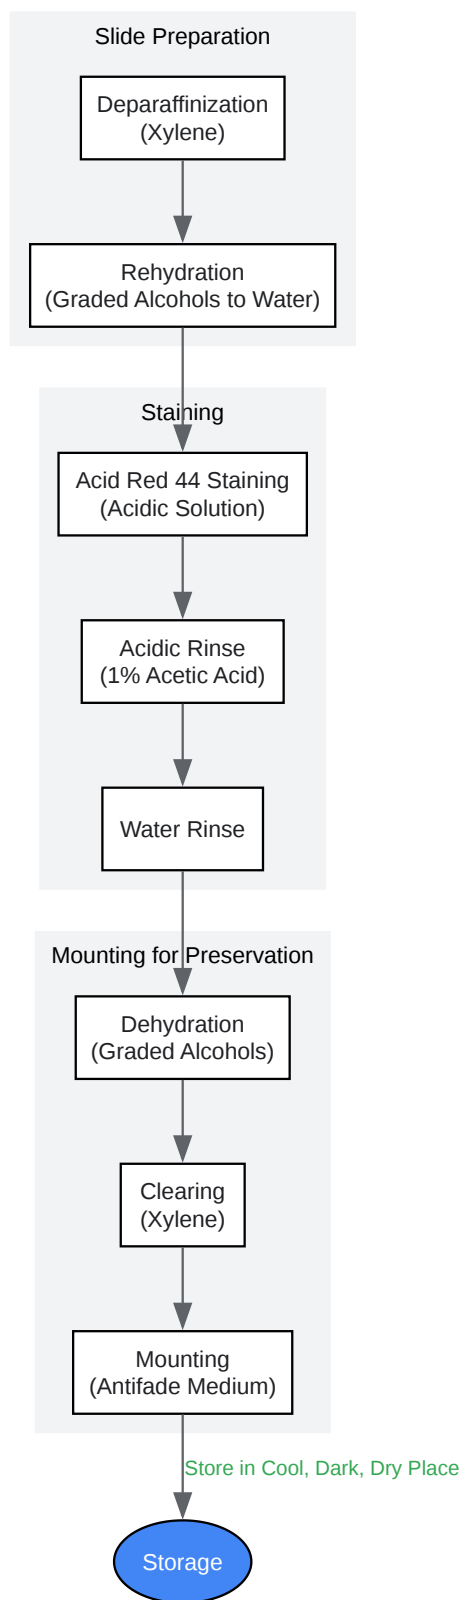 Slide Preparation
Deparaffinization
(Xylene)
Rehydration
(Graded Alcohols to Water)
Staining
Acid Red 44 Staining
(Acidic Solution)
Acidic Rinse
(1% Acetic Acid)
Water Rinse
Mounting for Preservation
Dehydration
(Graded Alcohols)
Clearing
(Xylene)
Mounting
(Antifade Medium)
Store in Cool, Dark, Dry Place
Storage